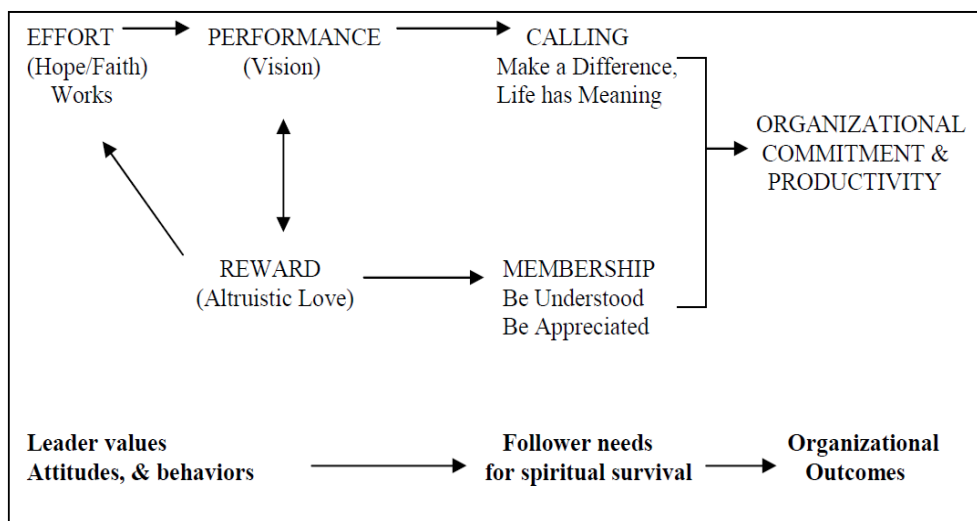 EFFORT
(Hope/Faith)
Works
PERFORMANCE
(Vision)
CALLING
Make a Difference,
Life has Meaning
ORGANIZATIONAL
COMMITMENT &
PRODUCTIVITY
REWARD
(Altruistic Love)
MEMBERSHIP
Be Understood
Be Appreciated
Leader values
Attitudes, & behaviors
Follower needs
for spiritual survival
Organizational
Outcomes